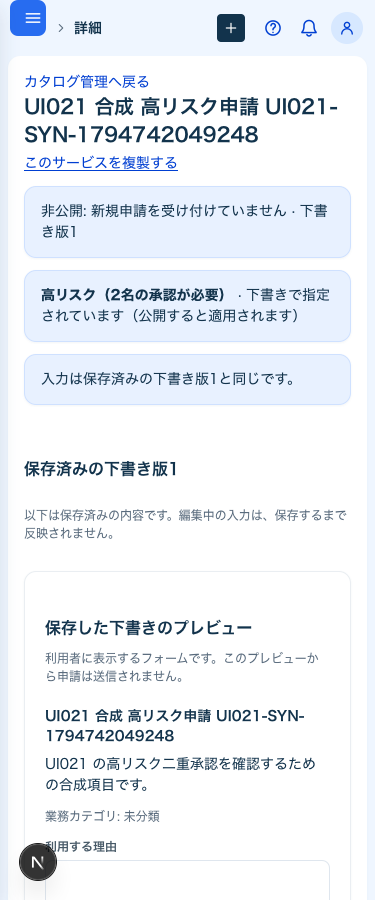 詳細
カタログ管理へ戻る
UI021 合成 高リスク申請 UI021-
SYN-1794742049248
このサービスを複製する
非公開: 新規申請を受け付けていません · 下書
き版1
高リスク（2名の承認が必要） · 下書きで指定
されています（公開すると適用されます）
入力は保存済みの下書き版1と同じです。
保存済みの下書き版1
以下は保存済みの内容です。編集中の入力は、保存するまで
反映されません。
保存した下書きのプレビュー
利用者に表示するフォームです。このプレビューか
ら申請は送信されません。
UI021 合成 高リスク申請 UI021-SYN-
1794742049248
UI021 の高リスク二重承認を確認するため
の合成項目です。
業務カテゴリ: 未分類
利用する理由
N